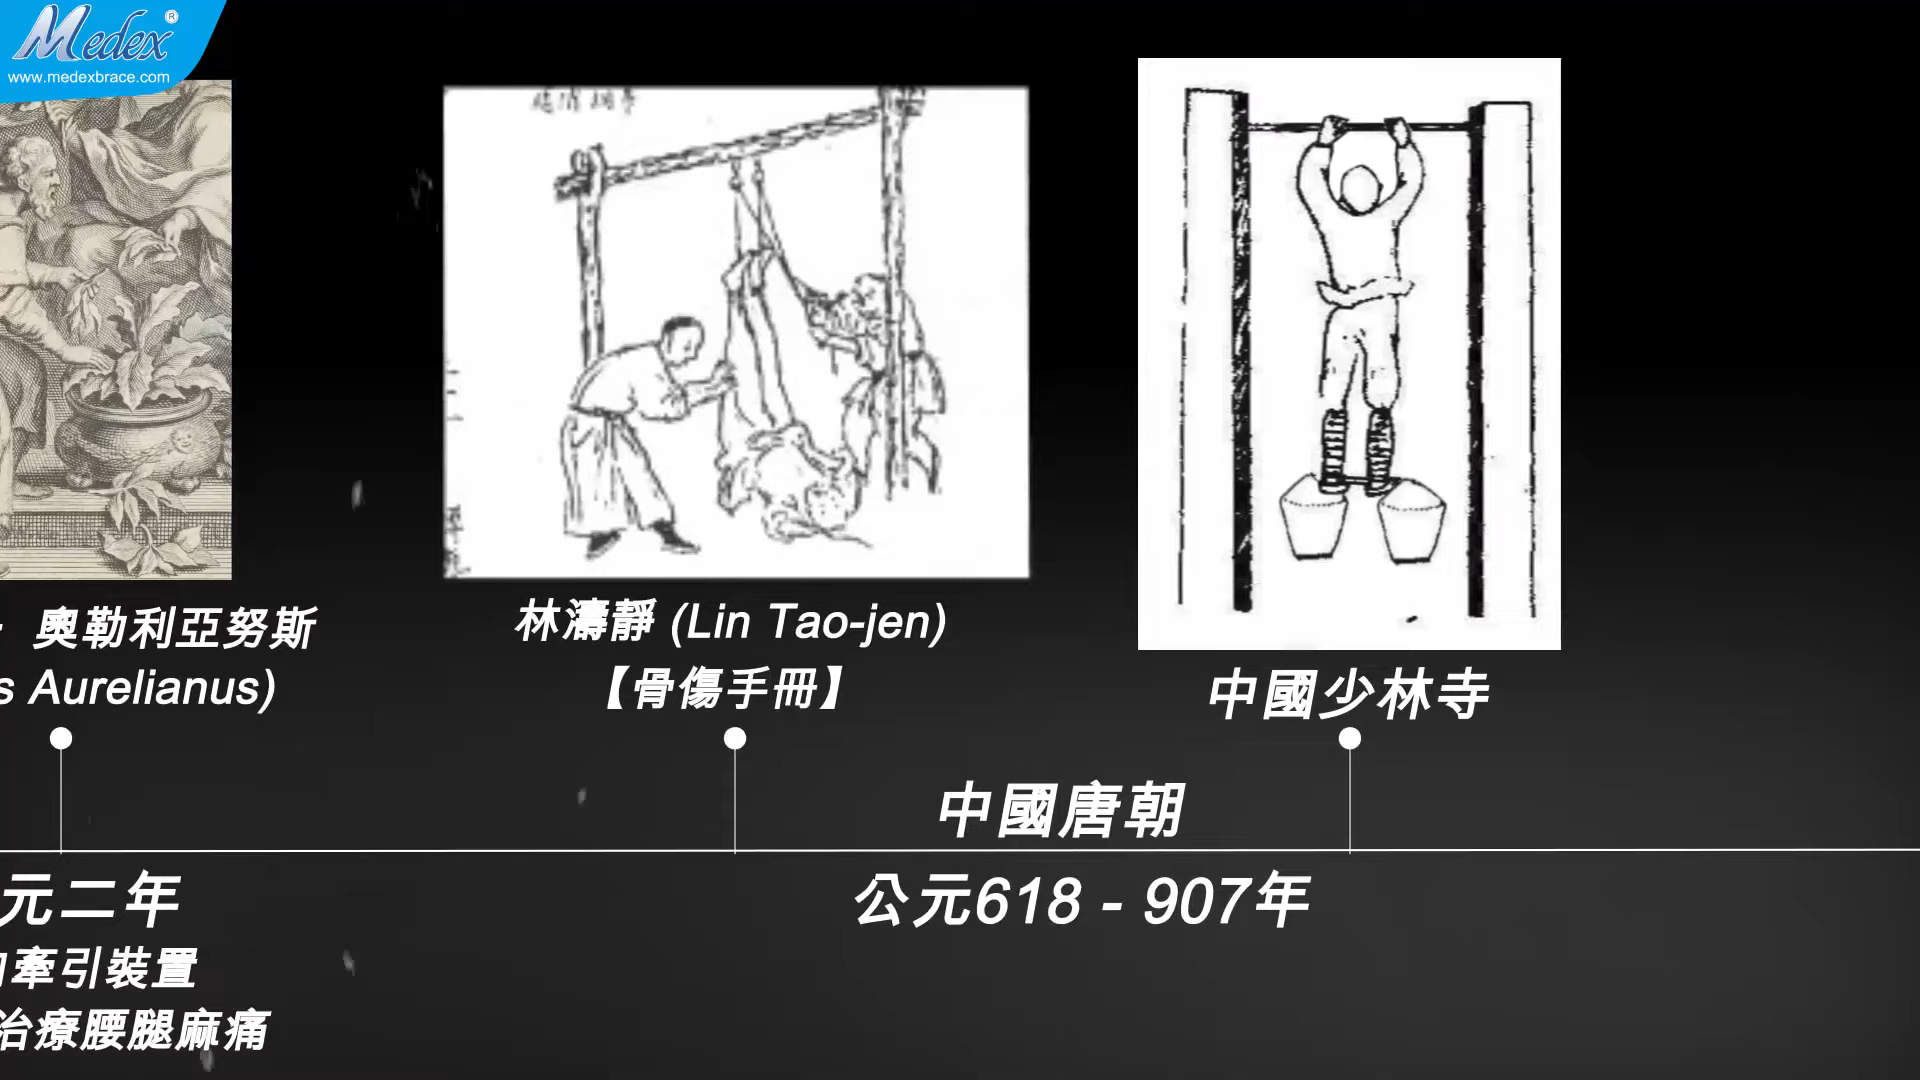 Medex®
www.medexbrace.com
奧勒利亞努斯
s Aurelianus)
元二年
牽引裝置
治療腰腿麻痛
林濤靜 (Lin Tao-jen)
【骨傷手冊】
中國少林寺
中國唐朝
公元618 - 907年